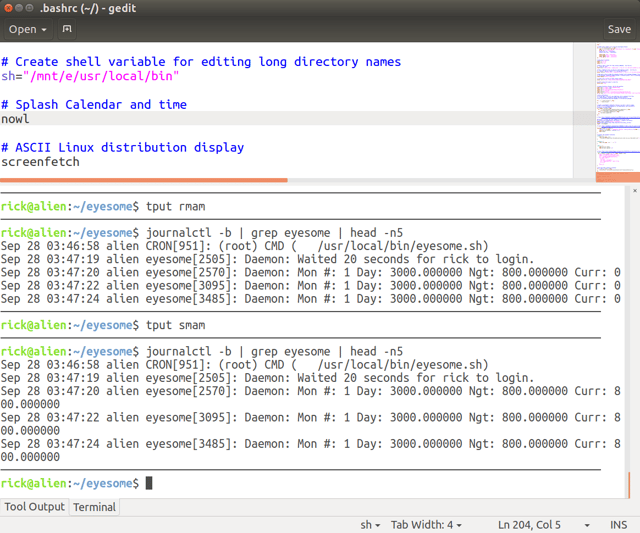 .bashrc (~/) - gedit
Open
Save
# Create shell variable for editing long directory names
sh="/mnt/e/usr/local/bin"
# Splash Calendar and time
nowl
# ASCII Linux distribution display
screenfetch
rick@alien:~/eyesome$ tput rmam
rick@alien:~/eyesome$ journalctl -b | grep eyesome | head -n5
Sep 28 03:46:58 alien CRON[951]: (root) CMD (   /usr/local/bin/eyesome.sh)
Sep 28 03:47:19 alien eyesome[2505]: Daemon: Waited 20 seconds for rick to login.
Sep 28 03:47:20 alien eyesome[2570]: Daemon: Mon #: 1 Day: 3000.000000 Ngt: 800.000000 Curr: 0
Sep 28 03:47:22 alien eyesome[3095]: Daemon: Mon #: 1 Day: 3000.000000 Ngt: 800.000000 Curr: 0
Sep 28 03:47:24 alien eyesome[3485]: Daemon: Mon #: 1 Day: 3000.000000 Ngt: 800.000000 Curr: 0
rick@alien:~/eyesome$ tput smam
rick@alien:~/eyesome$ journalctl -b | grep eyesome | head -n5
Sep 28 03:46:58 alien CRON[951]: (root) CMD (   /usr/local/bin/eyesome.sh)
Sep 28 03:47:19 alien eyesome[2505]: Daemon: Waited 20 seconds for rick to login.
Sep 28 03:47:20 alien eyesome[2570]: Daemon: Mon #: 1 Day: 3000.000000 Ngt: 800.000000 Curr: 8
00.000000
Sep 28 03:47:22 alien eyesome[3095]: Daemon: Mon #: 1 Day: 3000.000000 Ngt: 800.000000 Curr: 8
00.000000
Sep 28 03:47:24 alien eyesome[3485]: Daemon: Mon #: 1 Day: 3000.000000 Ngt: 800.000000 Curr: 8
00.000000
rick@alien:~/eyesome$
Tool Output Terminal
sh Tab Width: 4 Ln 204, Col 5 INS